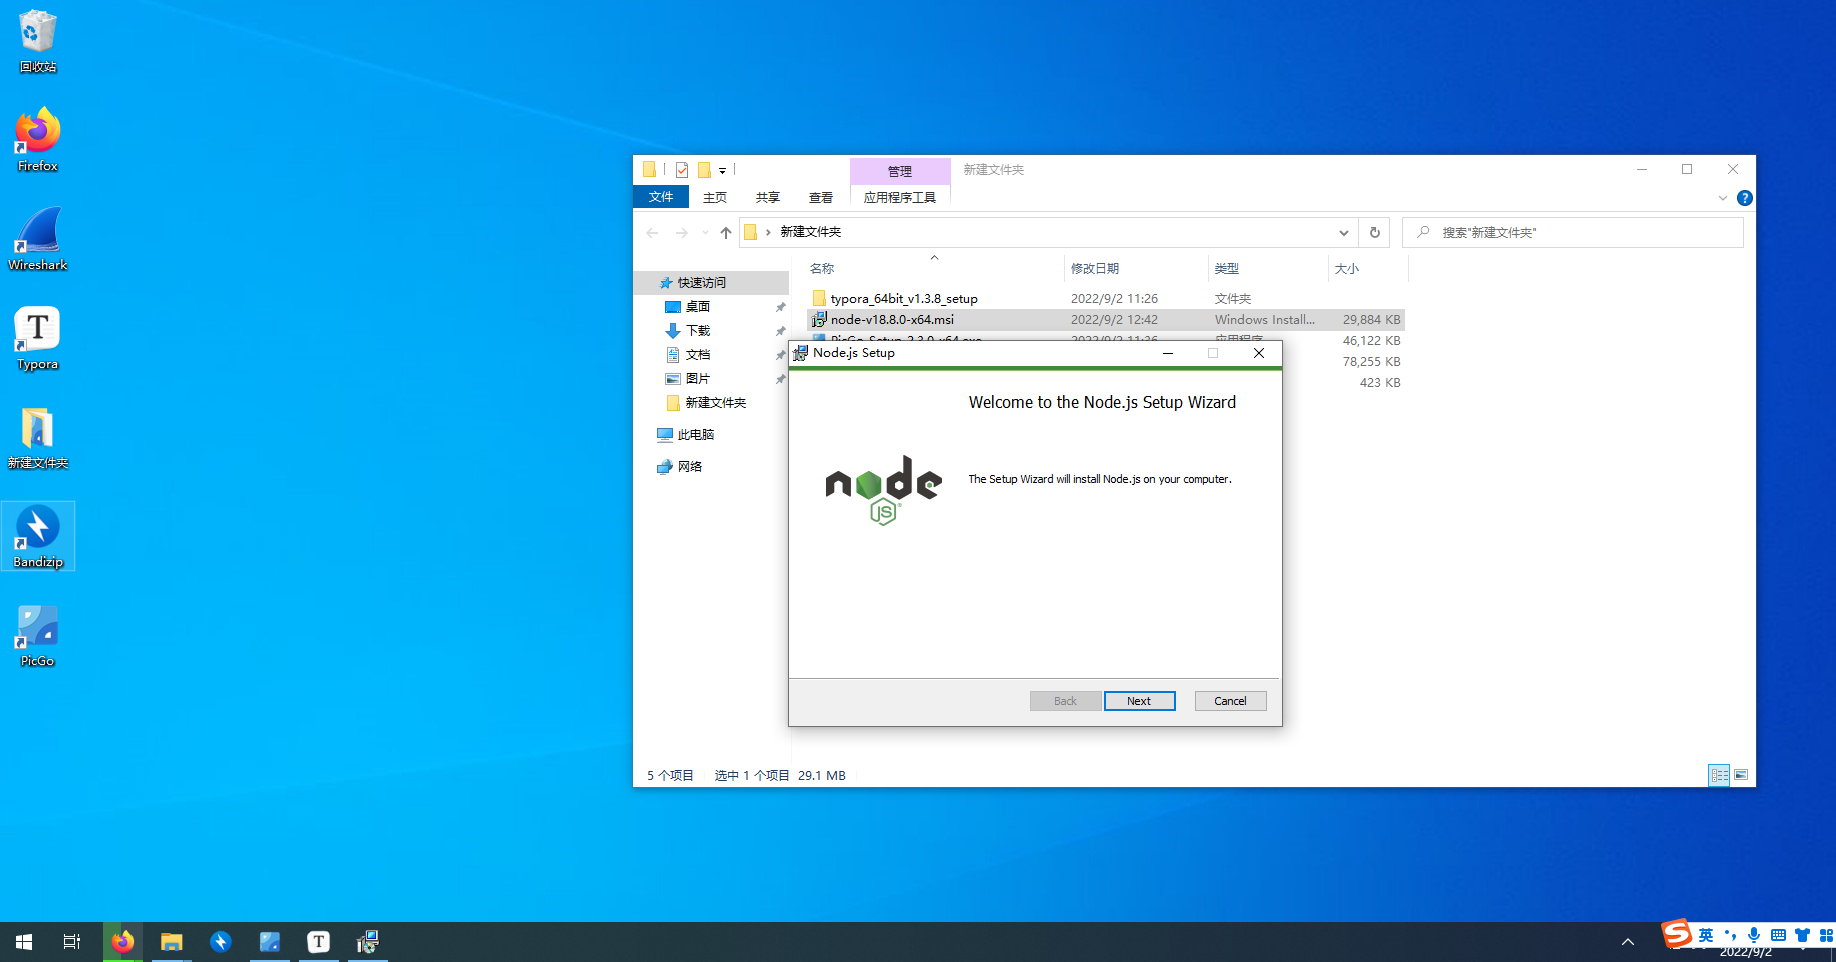 回收站
Firefox
Wireshark
Typora
新建文件夹
Bandizip
PicGo
管理
新建文件夹
文件
主页
共享
查看
应用程序工具
新建文件夹
搜索"新建文件夹"
名称
修改日期
类型
大小
快速访问
桌面
下载
文档
图片
新建文件夹
此电脑
网络
typora_64bit_v1.3.8_setup
2022/9/2 11:26
文件夹
node-v18.8.0-x64.msi
2022/9/2 12:42
Windows Install...
29,884 KB
46,122 KB
78,255 KB
423 KB
Node.js Setup
Welcome to the Node.js Setup Wizard
node
JS
The Setup Wizard will install Node.js on your computer.
Back
Next
Cancel
5 个项目
选中 1 个项目 29.1 MB
英
2022/9/2